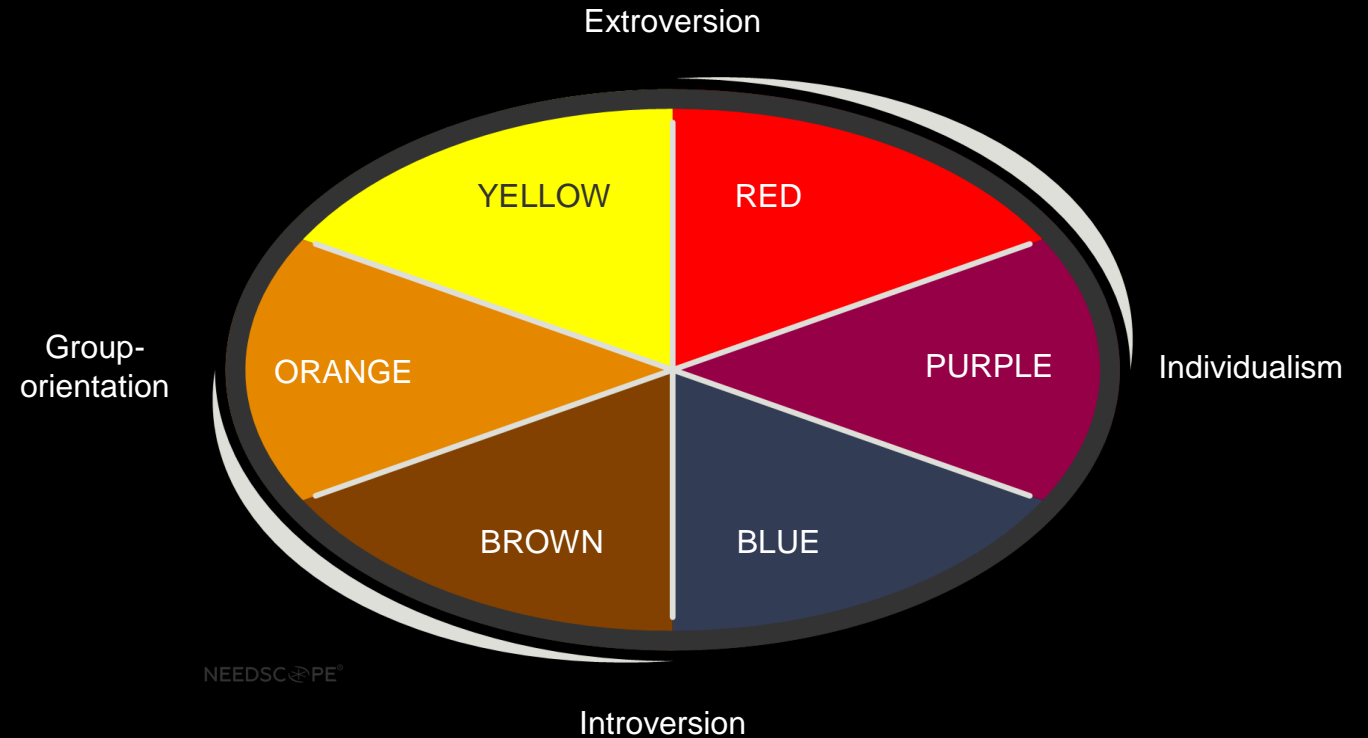 Extroversion
YELLOW
RED
Group-
orientation
ORANGE
PURPLE
Individualism
BROWN
BLUE
NEEDSCOPE®
Introversion